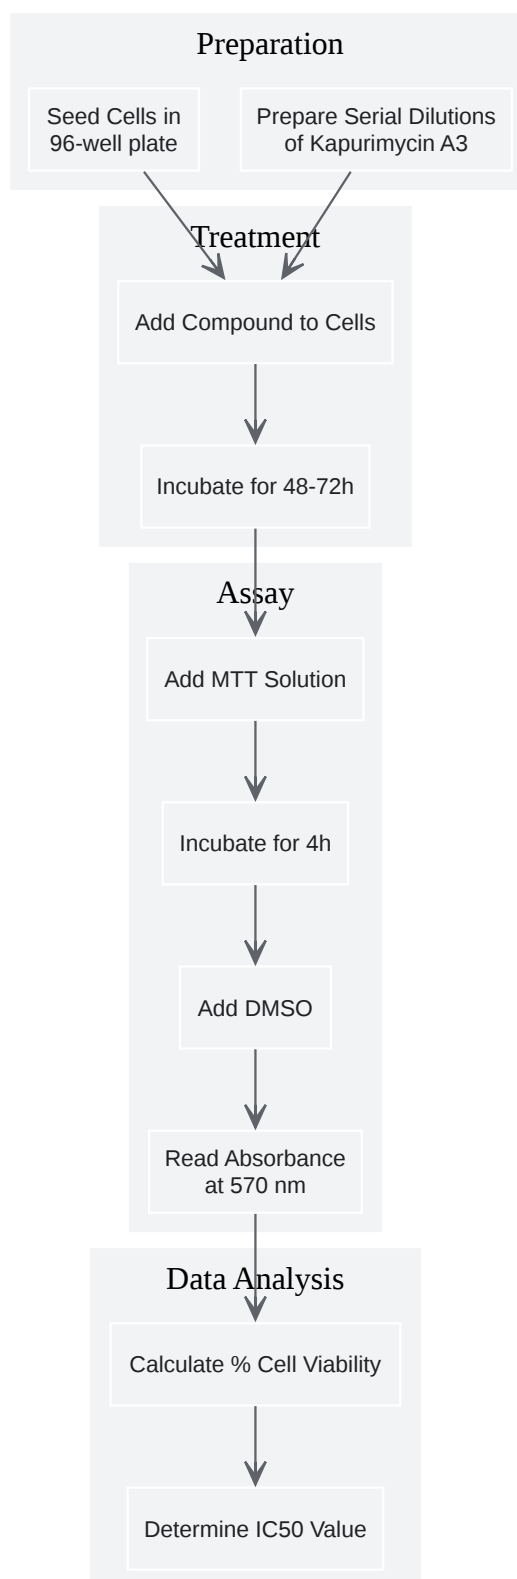 Preparation
Seed Cells in
96-well plate
Prepare Serial Dilutions
of Kapurimycin A3
Treatment
Add Compound to Cells
Incubate for 48-72h
Assay
Add MTT Solution
Incubate for 4h
Add DMSO
Read Absorbance
at 570 nm
Data Analysis
Calculate % Cell Viability
Determine IC50 Value